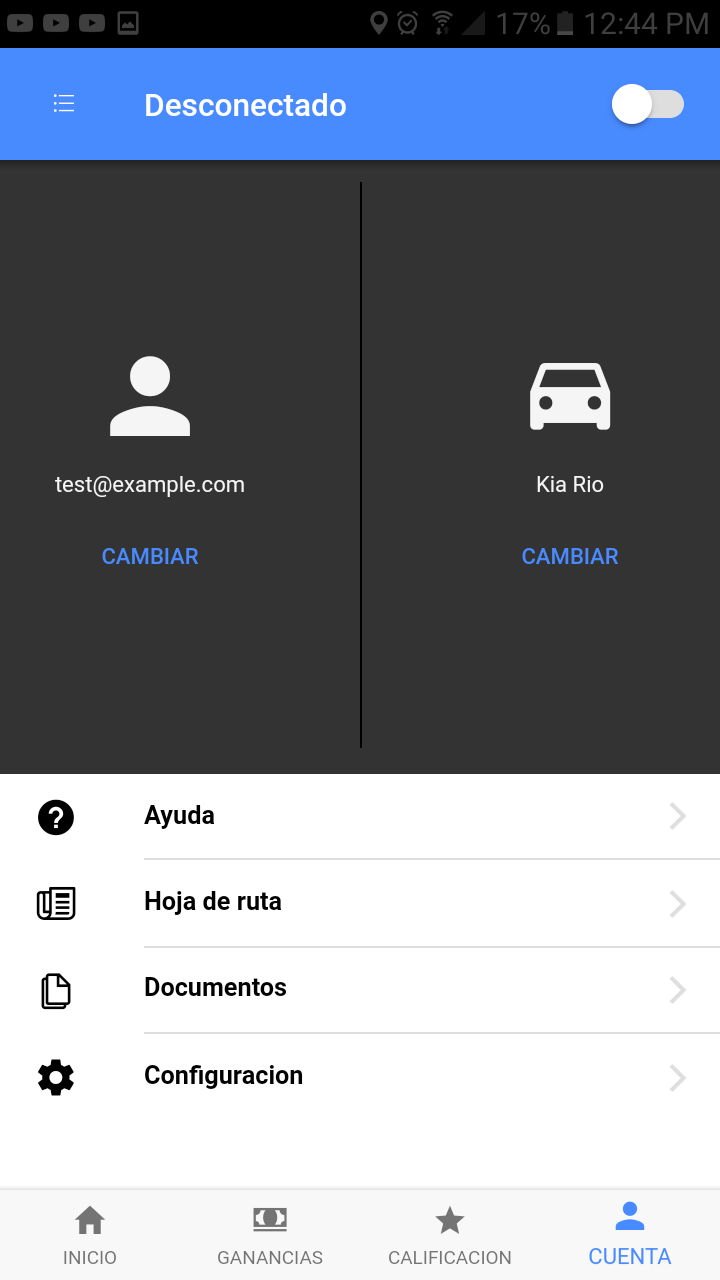 17% 12:44 PM
Desconectado
test@example.com
Kia Rio
CAMBIAR
CAMBIAR
Ayuda
Hoja de ruta
Documentos
Configuracion
INICIO
GANANCIAS
CALIFICACION
CUENTA